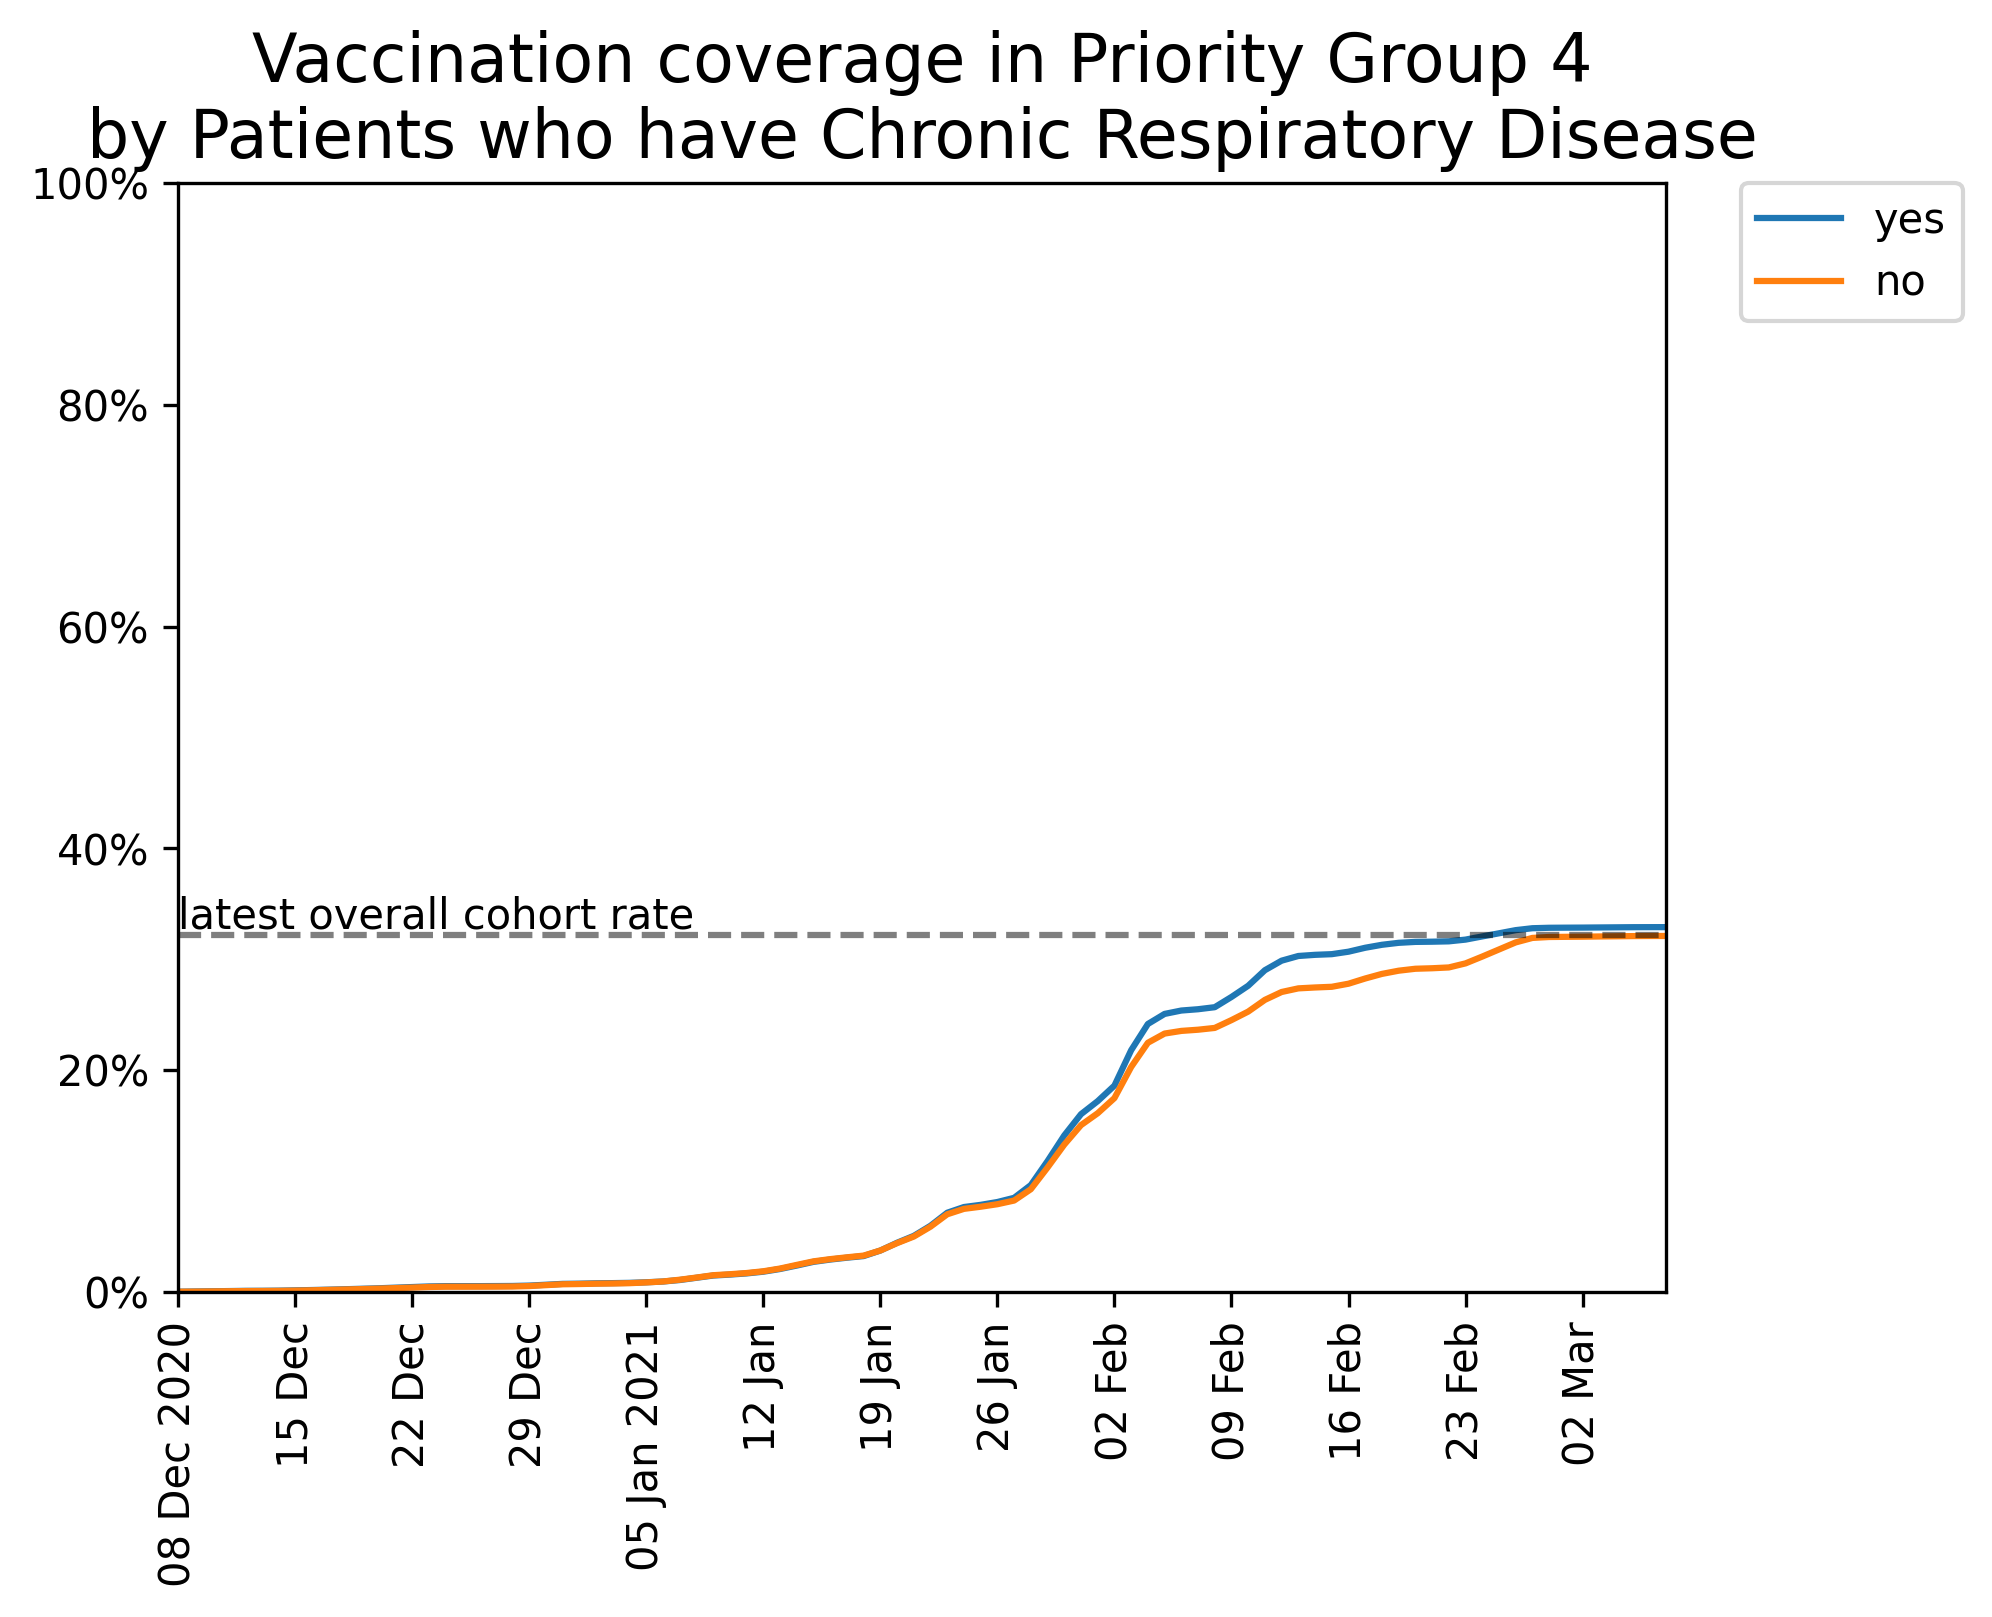 Vaccination coverage in Priority Group 4
by Patients who have Chronic Respiratory Disease
100%
80%
60%
40%
20%
0%
latest overall cohort rate
yes
no
08 Dec 2020
15 Dec
22 Dec
29 Dec
05 Jan 2021
12 Jan
19 Jan
26 Jan
02 Feb
09 Feb
16 Feb
23 Feb
02 Mar